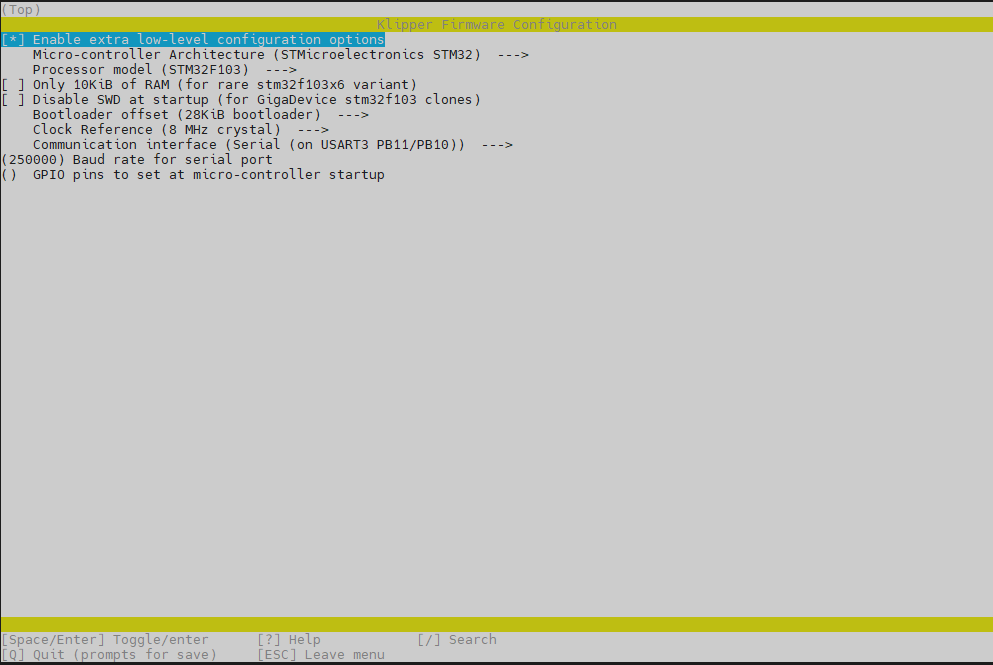 (Top)
Klipper Firmware Configuration
[*] Enable extra low-level configuration options
Micro-controller Architecture (STMicroelectronics STM32)  --->
Processor model (STM32F103)  --->
[ ] Only 10KiB of RAM (for rare stm32f103x6 variant)
[ ] Disable SWD at startup (for GigaDevice stm32f103 clones)
Bootloader offset (28KiB bootloader)  --->
Clock Reference (8 MHz crystal)  --->
Communication interface (Serial (on USART3 PB11/PB10))  --->
(250000) Baud rate for serial port
()  GPIO pins to set at micro-controller startup
[Space/Enter] Toggle/enter      [?] Help            [/] Search
[Q] Quit (prompts for save)     [ESC] Leave menu